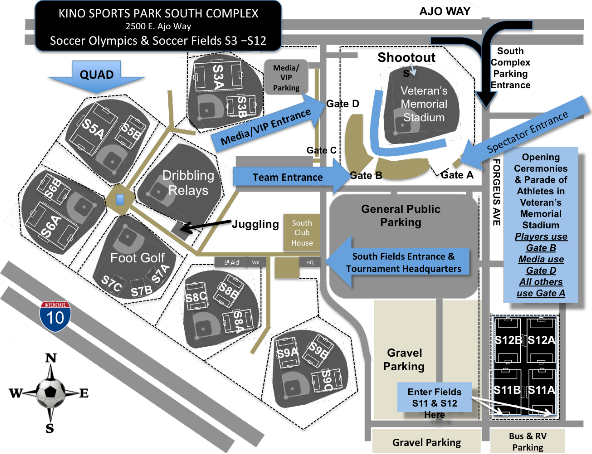 KINO SPORTS PARK SOUTH COMPLEX
2500 E. Ajo Way
Soccer Olympics & Soccer Fields S3 –S12
AJO WAY
South
Complex
Parking
Entrance
QUAD
S3A
S3B
Media/
VIP
Parking
Shootout
S
Veteran's
Memorial
Stadium
Gate D
Media/VIP Entrance
Gate C
Spectator Entrance
S5A
S5B
Team Entrance
Gate B
Gate A
Dribbling
Relays
S6B
S6A
Juggling
South
Club
House
General Public
Parking
FORGEUS AVE
Opening
Ceremonies
& Parade of
Athletes in
Veteran's
Memorial
Stadium
Players use
Gate B
Media use
Gate D
All others
use Gate A
Foot Golf
S7C
S7B
S7A
1st Aid
Vol
HQ
South Fields Entrance &
Tournament Headquarters
S8C
S8B
S8A
INTERSTATE
10
S9A
S9B
S9C
Gravel
Parking
S12B
S12A
S11B
S11A
Enter Fields
S11 & S12
Here
N
W
E
S
Gravel Parking
Bus & RV
Parking